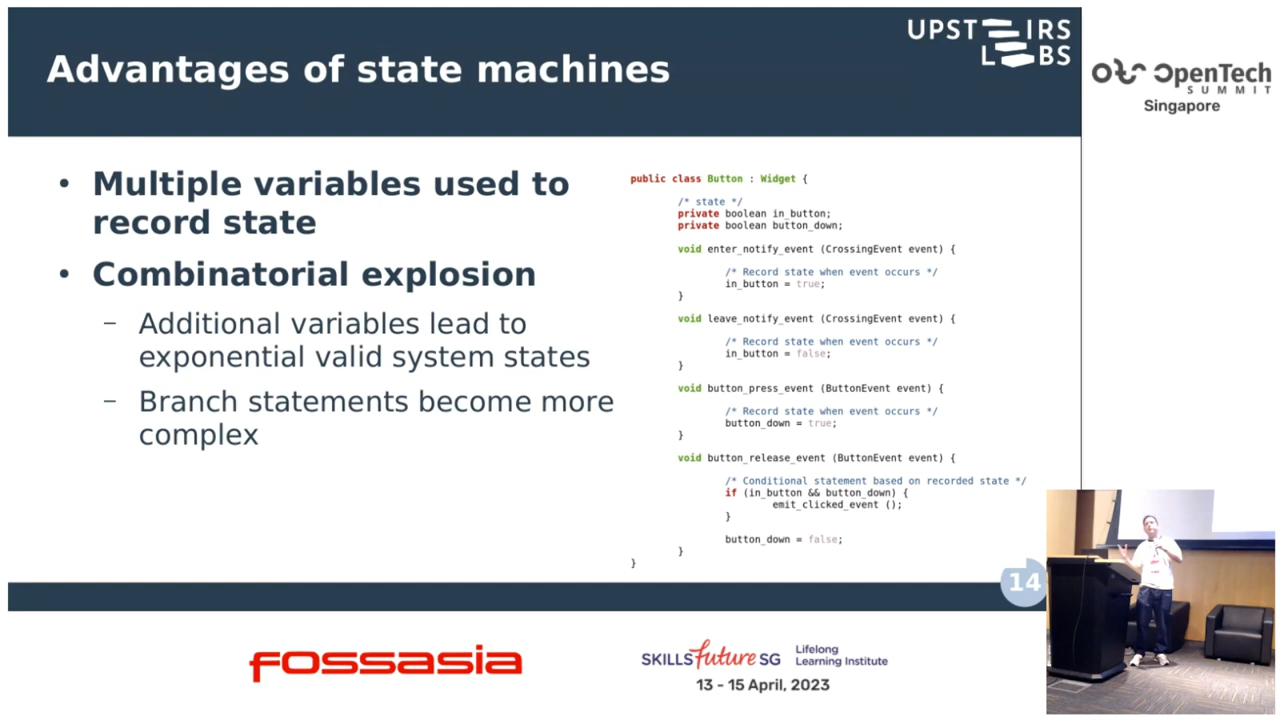 Advantages of state machines
UPSTAIRS
LABS
OpenTech
SUMMIT
Singapore
• Multiple variables used to
record state
• Combinatorial explosion
– Additional variables lead to
exponential valid system states
– Branch statements become more
complex
public class Button : Widget {
/* state */
private boolean in_button;
private boolean button_down;
void enter_notify_event (CrossingEvent event) {
/* Record state when event occurs */
in_button = true;
}
void leave_notify_event (CrossingEvent event) {
/* Record state when event occurs */
in_button = false;
}
void button_press_event (ButtonEvent event) {
/* Record state when event occurs */
button_down = true;
}
void button_release_event (ButtonEvent event) {
/* Conditional statement based on recorded state */
if (in_button && button_down) {
emit_clicked_event ();
}
button_down = false;
}
}
14
fossasia
SKILLS future SG
Lifelong
Learning Institute
13 - 15 April, 2023